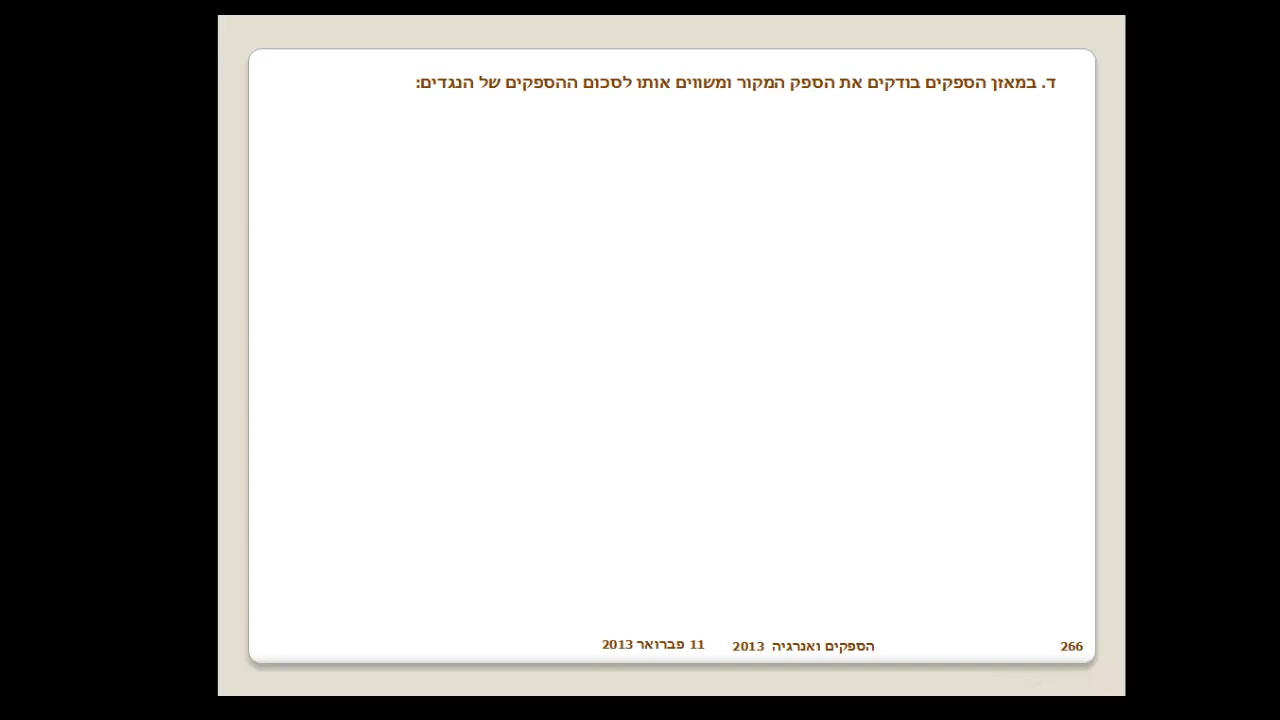 ד. במאזן הספקים בודקים את הספק המקור ומשווים אותו לסכום ההספקים של הנגדים:
266
הספקים ואנרגיה 2013
11 פברואר 2013